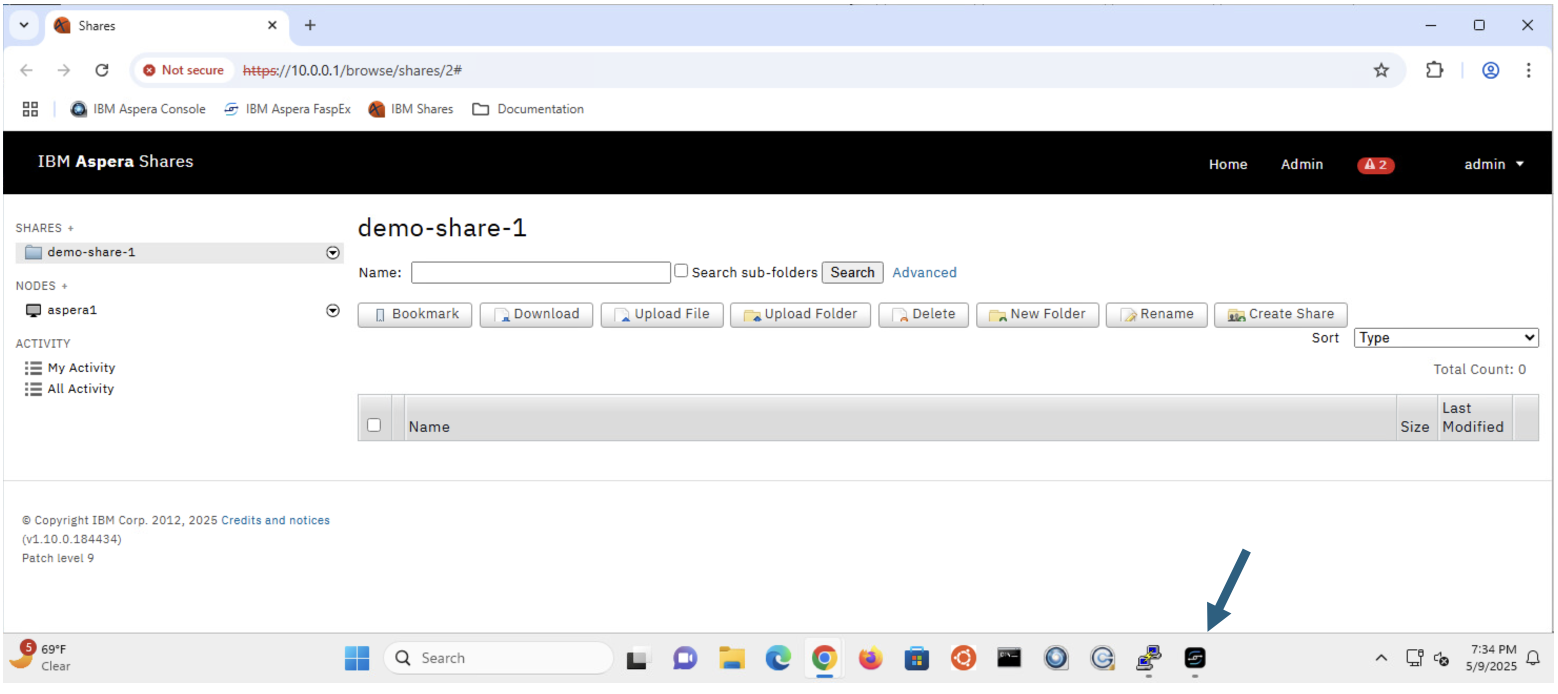 Shares
Not secure https://10.0.0.1/browse/shares/2#
IBM Aspera Console IBM Aspera FaspEx IBM Shares Documentation
IBM Aspera Shares Home Admin 2 admin
SHARES +
demo-share-1
NODES +
aspera1
ACTIVITY
My Activity
All Activity
demo-share-1
Name: Search sub-folders Search Advanced
Bookmark Download Upload File Upload Folder Delete New Folder Rename Create Share
Sort Type
Total Count: 0
Name Size Last Modified
© Copyright IBM Corp. 2012, 2025 Credits and notices
(v1.10.0.184434)
Patch level 9
5 69°F
Clear
Search
7:34 PM
5/9/2025